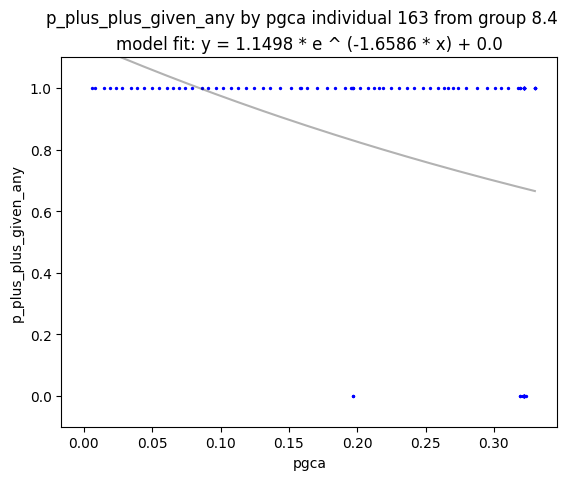 p_plus_plus_given_any by pgca individual 163 from group 8.4
model fit: y = 1.1498 * e ^ (-1.6586 * x) + 0.0
1.0
0.8
0.6
0.4
0.2
0.0
p_plus_plus_given_any
0.00 0.05 0.10 0.15 0.20 0.25 0.30
pgca